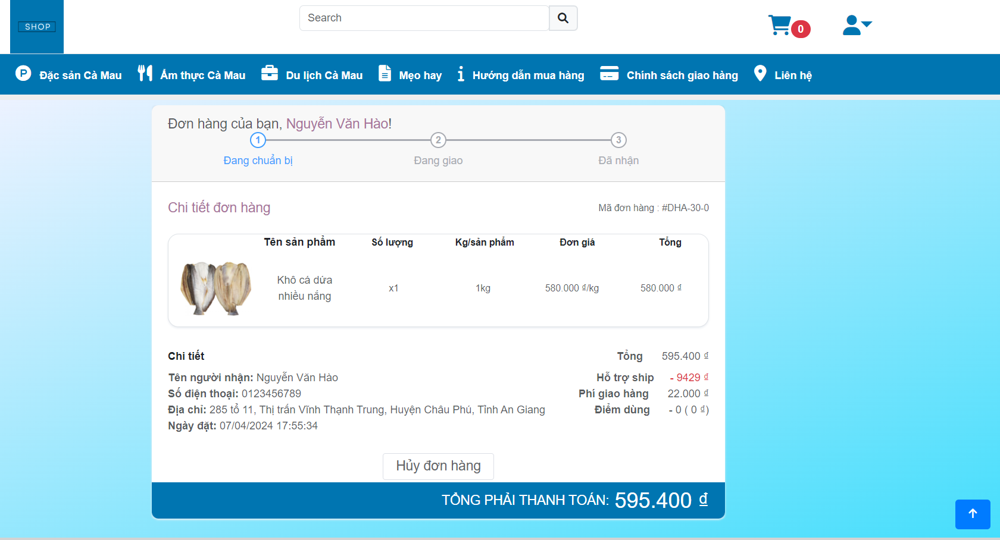 SHOP
Search
0
Đặc sản Cà Mau
Ẩm thực Cà Mau
Du lịch Cà Mau
Mẹo hay
Hướng dẫn mua hàng
Chính sách giao hàng
Liên hệ
Đơn hàng của bạn, Nguyễn Văn Hào!
1 2 3
Đang chuẩn bị Đang giao Đã nhận
Chi tiết đơn hàng
Mã đơn hàng : #DHA-30-0
Tên sản phẩm Số lượng Kg/sản phẩm Đơn giá Tổng
Khô cá dứa
nhiều nắng
x1 1kg 580.000 ₫/kg 580.000 ₫
Chi tiết
Tổng 595.400 ₫
Tên người nhận: Nguyễn Văn Hào
Hỗ trợ ship - 9429 ₫
Số điện thoại: 0123456789
Phí giao hàng 22.000 ₫
Địa chỉ: 285 tổ 11, Thị trấn Vĩnh Thạnh Trung, Huyện Châu Phú, Tỉnh An Giang
Điểm dùng - 0 ( 0 ₫)
Ngày đặt: 07/04/2024 17:55:34
Hủy đơn hàng
TỔNG PHẢI THANH TOÁN: 595.400 ₫